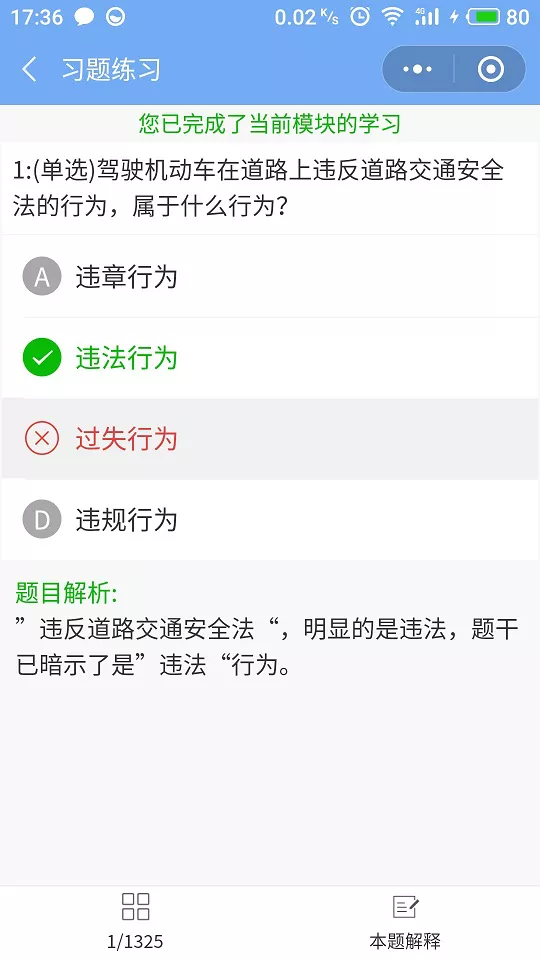 17:36 0.02 K/s 4G 80
习题练习
您已完成了当前模块的学习
1:(单选)驾驶机动车在道路上违反道路交通安全
法的行为，属于什么行为？
A 违章行为
违法行为
过失行为
D 违规行为
题目解析:
”违反道路交通安全法“，明显的是违法，题干
已暗示了是”违法“行为。
1/1325 本题解释